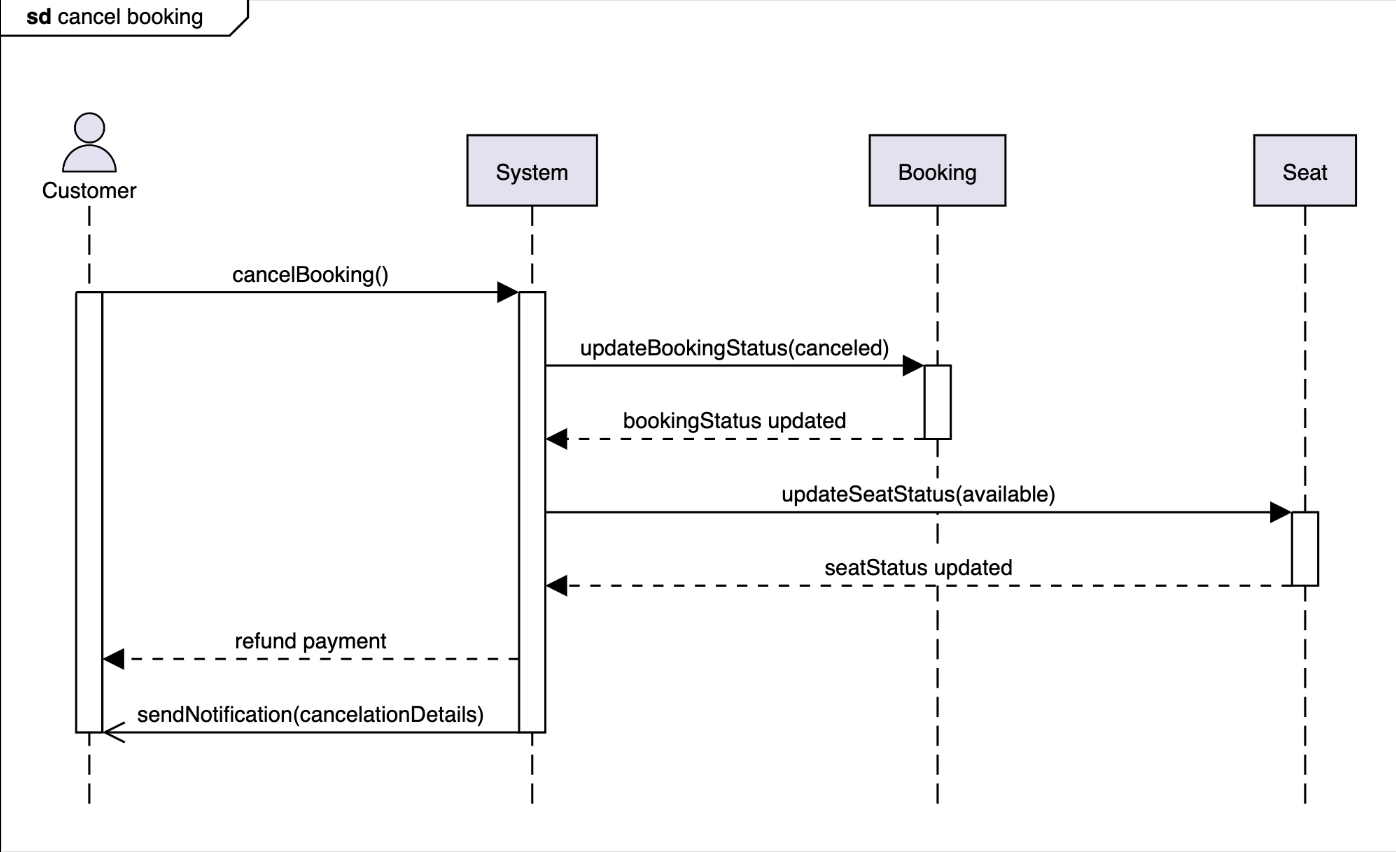 sd cancel booking
Customer
System
Booking
Seat
cancelBooking()
updateBookingStatus(canceled)
bookingStatus updated
updateSeatStatus(available)
seatStatus updated
refund payment
sendNotification(cancelationDetails)